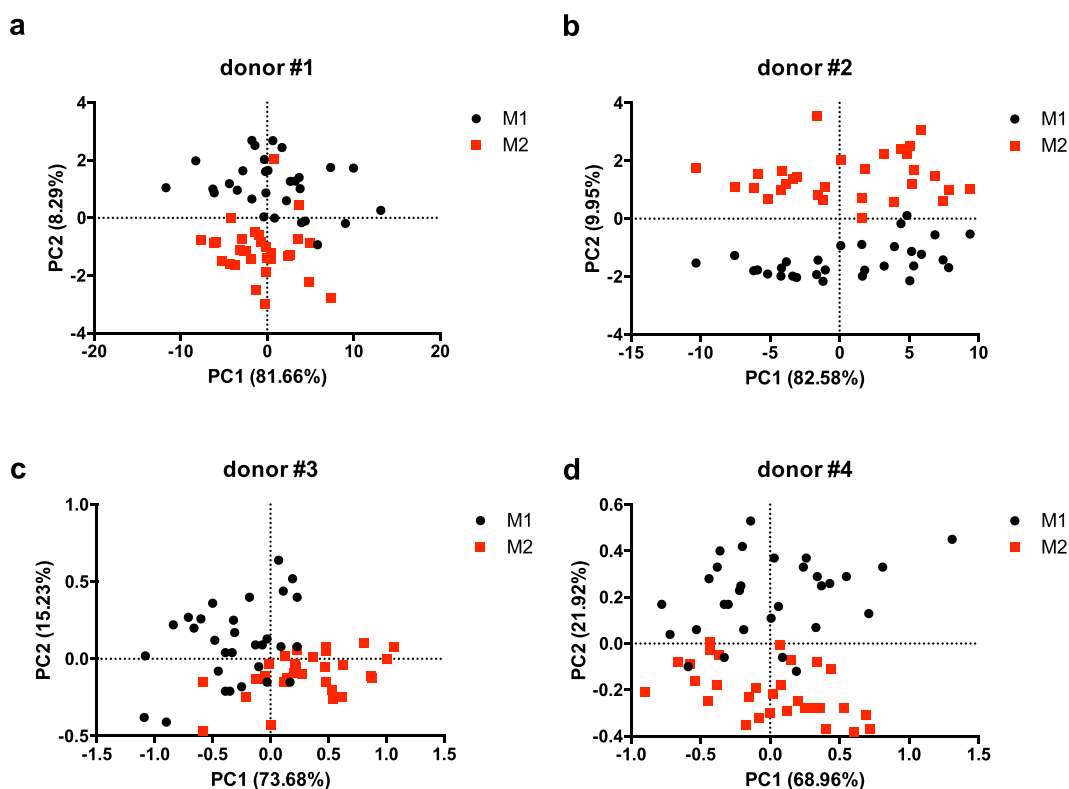 a
donor #1
4
2
0
-2
-4
-20
-10
0
10
20
PC2 (8.29%)
PC1 (81.66%)
M1
M2
b
donor #2
4
2
0
-2
-4
-15
-10
-5
0
5
10
PC2 (9.95%)
PC1 (82.58%)
M1
M2
c
donor #3
1.0
0.5
0.0
-0.5
-1.5
-1.0
-0.5
0.0
0.5
1.0
1.5
PC2 (15.23%)
PC1 (73.68%)
M1
M2
d
donor #4
0.6
0.4
0.2
0.0
-0.2
-0.4
-1.0
-0.5
0.0
0.5
1.0
1.5
PC2 (21.92%)
PC1 (68.96%)
M1
M2